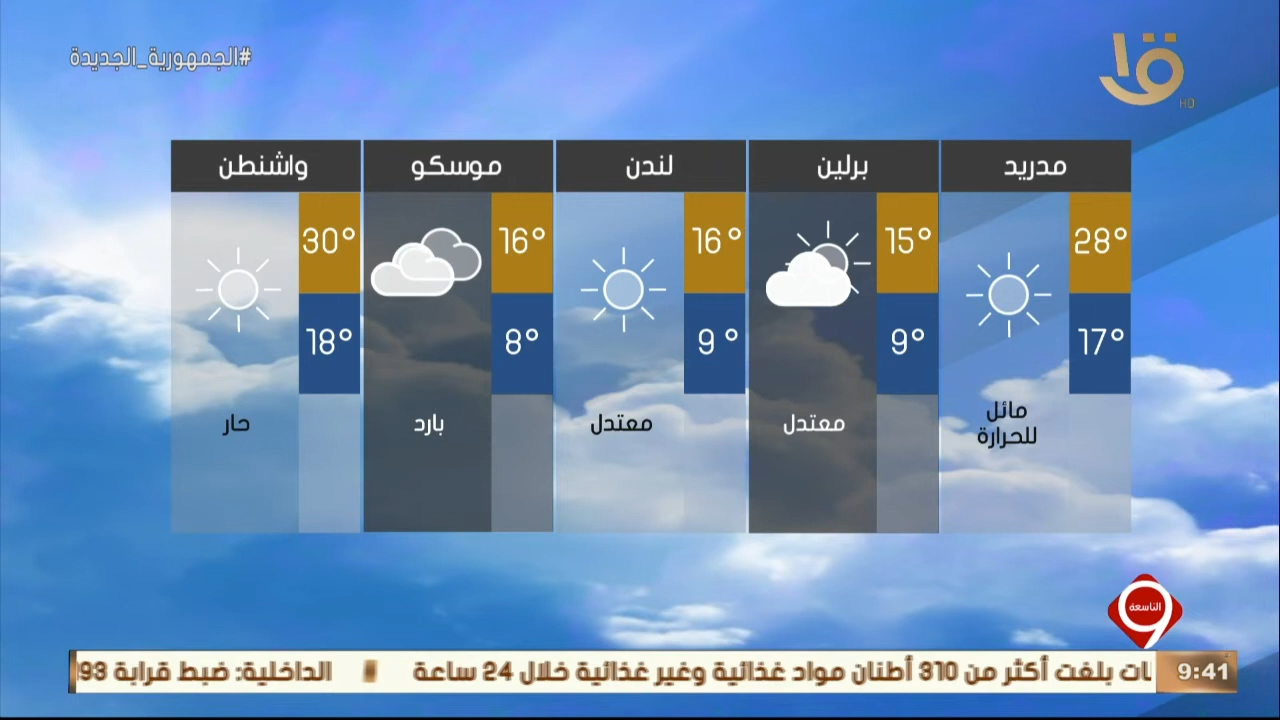 #الجمهورية_الجديدة
HD
مدريد
28°
17°
مائل
للحرارة
برلين
15°
9°
معتدل
لندن
16°
9°
معتدل
موسكو
16°
8°
بارد
واشنطن
30°
18°
حار
التاسعة
9
9:41
بلغت أكثر من 310 أطنان مواد غذائية وغير غذائية خلال 24 ساعة
الداخلية: ضبط قرابة 93